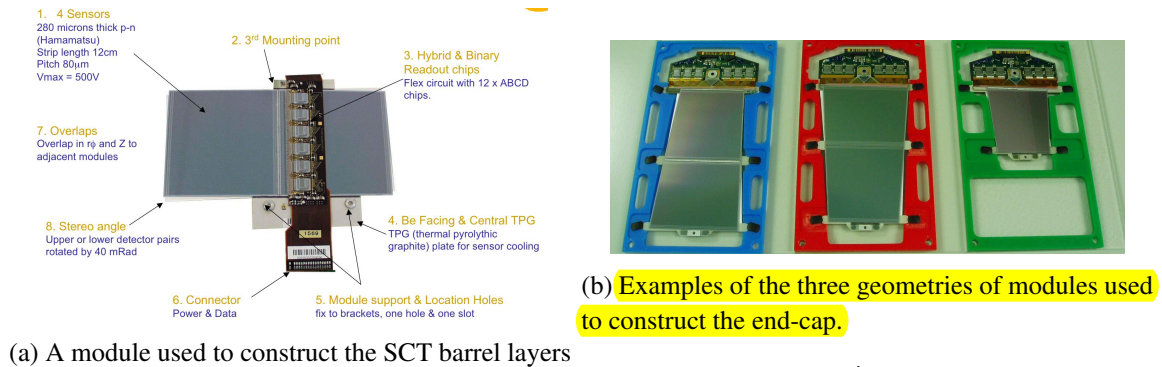 1. 4 Sensors
280 microns thick p-n
(Hamamatsu)
Strip length 12cm
Pitch 80µm
Vmax = 500V
2. 3rd Mounting point
3. Hybrid & Binary
Readout chips
Flex circuit with 12 x ABCD
chips.
7. Overlaps
Overlap in rφ and Z to
adjacent modules
8. Stereo angle
Upper or lower detector pairs
rotated by 40 mRad
4. Be Facing & Central TPG
TPG (thermal pyrolythic
graphite) plate for sensor cooling
1569
6. Connector
Power & Data
5. Module support & Location Holes
fix to brackets, one hole & one slot
(a) A module used to construct the SCT barrel layers
(b) Examples of the three geometries of modules used
to construct the end-cap.